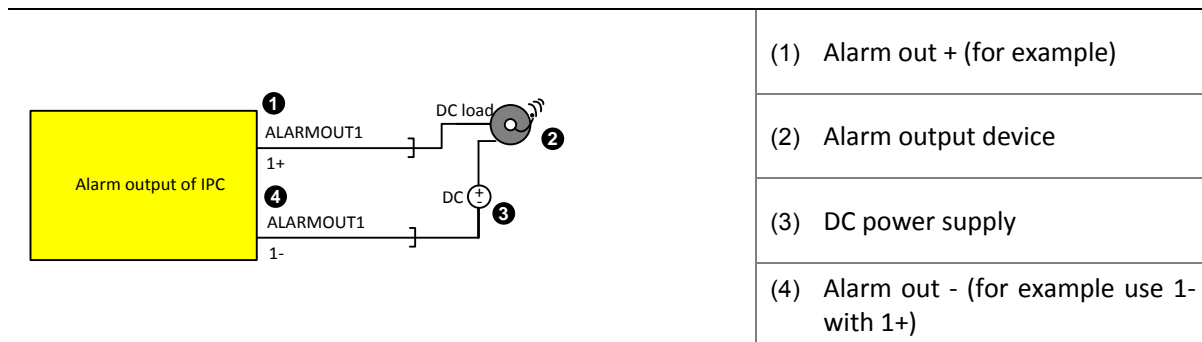 1
ALARMOUT1
1+
Alarm output of IPC
4
ALARMOUT1
1-
DC load
2
DC
+
-
3
(1) Alarm out + (for example)
(2) Alarm output device
(3) DC power supply
(4) Alarm out - (for example use 1-
with 1+)